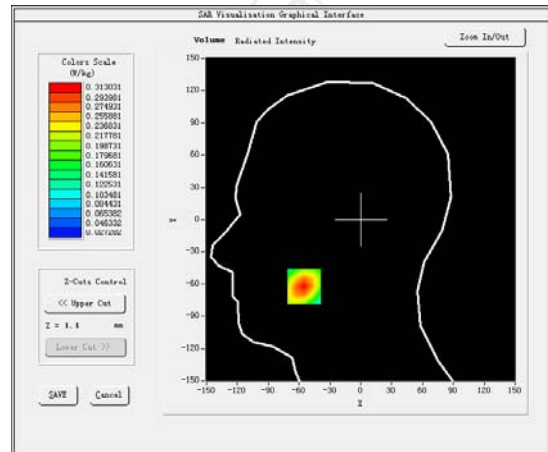 SAR Visualisation Graphical Interface
Volume Radiated Intensity
Zoom In/Out
Colors Scale
(W/kg)
0.313031
0.293981
0.274931
0.255881
0.236831
0.217781
0.198731
0.179681
0.160631
0.141581
0.122531
0.103481
0.084431
0.065382
0.046332
0.027282
Z-Cuts Control
<< Upper Cut
Z = 1.1 mm
Lower Cut >>
SAVE
Cancel
150
120
90
60
30
0
-30
-60
-90
-120
-150
Y
-150 -120 -90 -60 -30 0 30 60 90 120 150
X